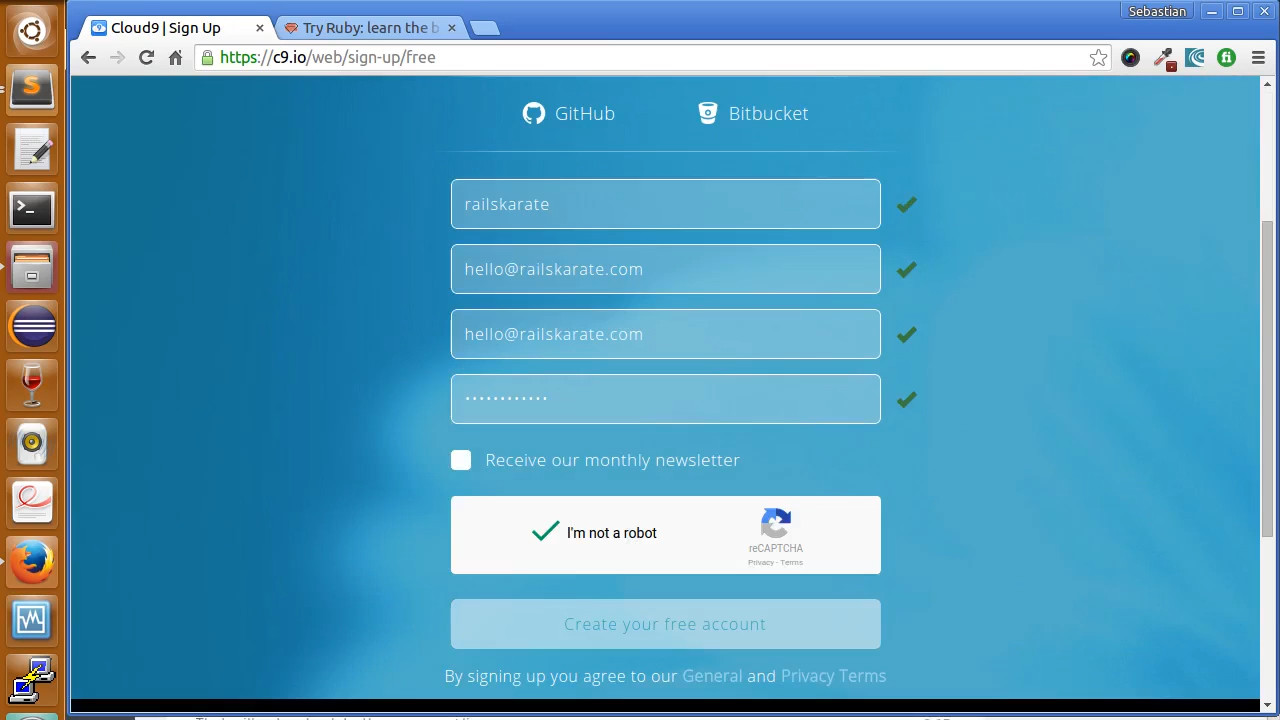 Sebastian
Cloud9 | Sign Up
Try Ruby: learn the b
https://c9.io/web/sign-up/free
GitHub
Bitbucket
railskarate
hello@railskarate.com
hello@railskarate.com
••••••••••••
Receive our monthly newsletter
I'm not a robot
reCAPTCHA
Privacy - Terms
Create your free account
By signing up you agree to our General and Privacy Terms